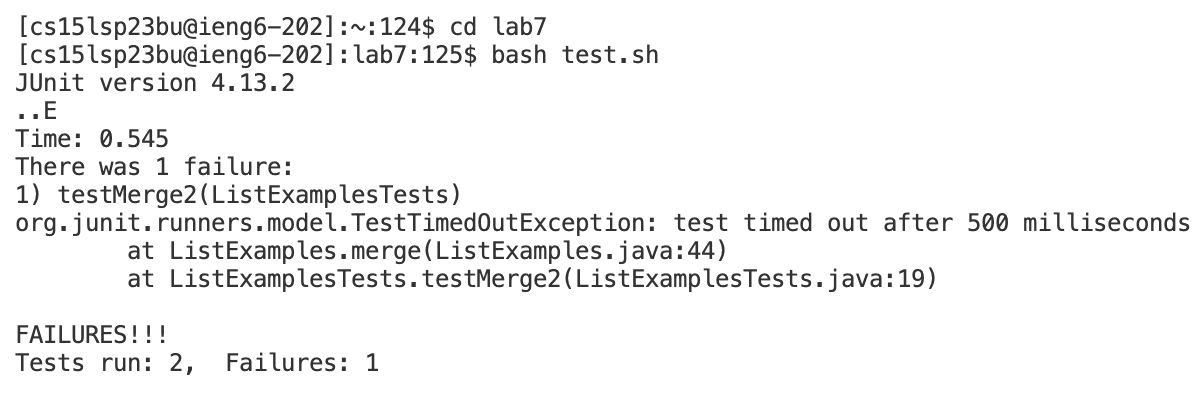 [cs15lsp23bu@ieng6-202]:~:124$ cd lab7
[cs15lsp23bu@ieng6-202]:lab7:125$ bash test.sh
JUnit version 4.13.2
..E
Time: 0.545
There was 1 failure:
1) testMerge2(ListExamplesTests)
org.junit.runners.model.TestTimedOutException: test timed out after 500 milliseconds
        at ListExamples.merge(ListExamples.java:44)
        at ListExamplesTests.testMerge2(ListExamplesTests.java:19)

FAILURES!!!
Tests run: 2,  Failures: 1